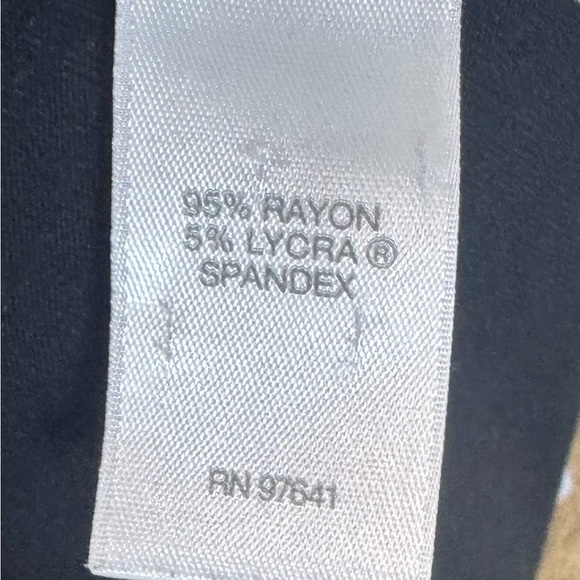 95% RAYON
5% LYCRA ®
SPANDEX
RN 97641